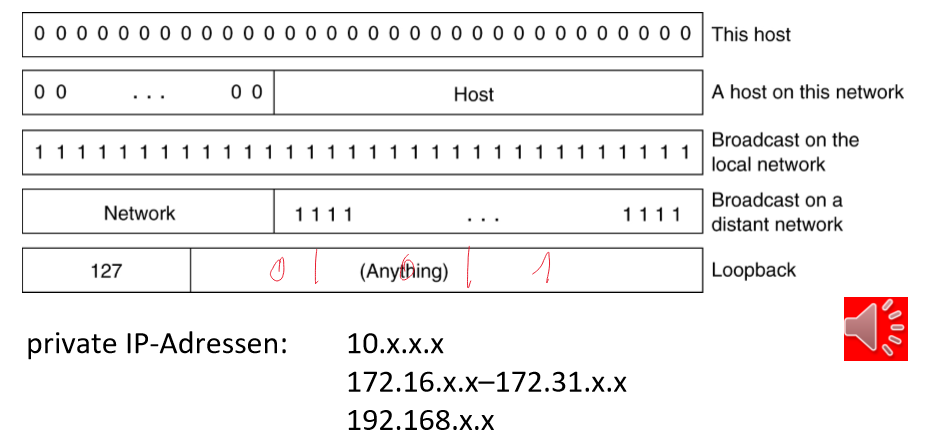 0 0 0 0 0 0 0 0 0 0 0 0 0 0 0 0 0 0 0 0 0 0 0 0 0 0 0 0 0 0 0 0 This host
0 0 ... 0 0 Host A host on this network
1 1 1 1 1 1 1 1 1 1 1 1 1 1 1 1 1 1 1 1 1 1 1 1 1 1 1 1 1 1 1 1 Broadcast on the
local network
Network 1 1 1 1 ... 1 1 1 1 Broadcast on a
distant network
127 0 | (Anything) 0 | 1 Loopback
private IP-Adressen: 10.x.x.x
172.16.x.x–172.31.x.x
192.168.x.x